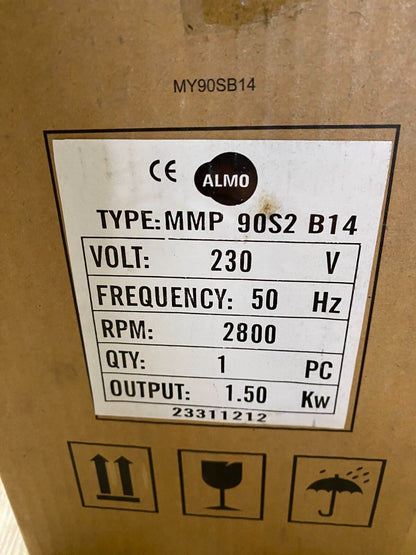 MY90SB14
CE ALMO
TYPE: MMP 90S2 B14
VOLT: 230 V
FREQUENCY: 50 Hz
RPM: 2800
QTY: 1 PC
OUTPUT: 1.50 Kw
23311212